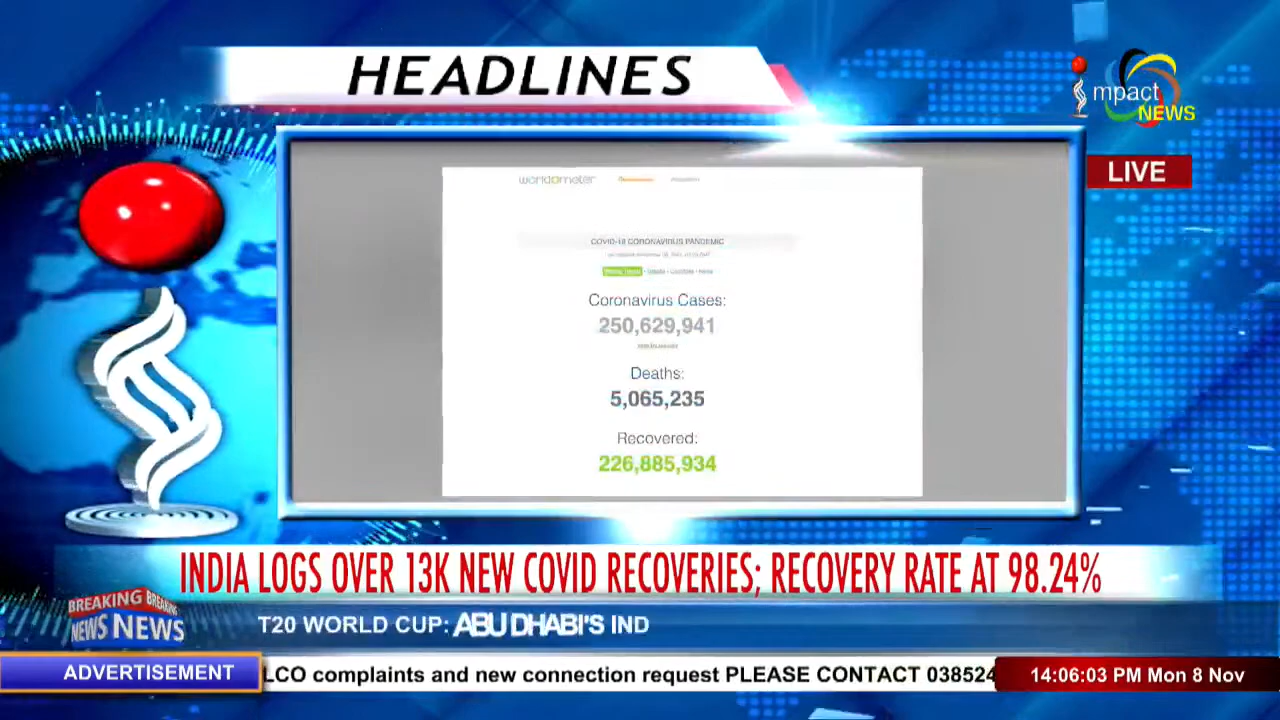 HEADLINES
mpact
NEWS
LIVE
worldometer
COVID-19 CORONAVIRUS PANDEMIC
Coronavirus Cases:
250,629,941
Deaths:
5,065,235
Recovered:
226,885,934
INDIA LOGS OVER 13K NEW COVID RECOVERIES; RECOVERY RATE AT 98.24%
BREAKING BREAKING
NEWS NEWS
T20 WORLD CUP: ABU DHABI'S IND
ADVERTISEMENT
LCO complaints and new connection request PLEASE CONTACT 038524
14:06:03 PM Mon 8 Nov